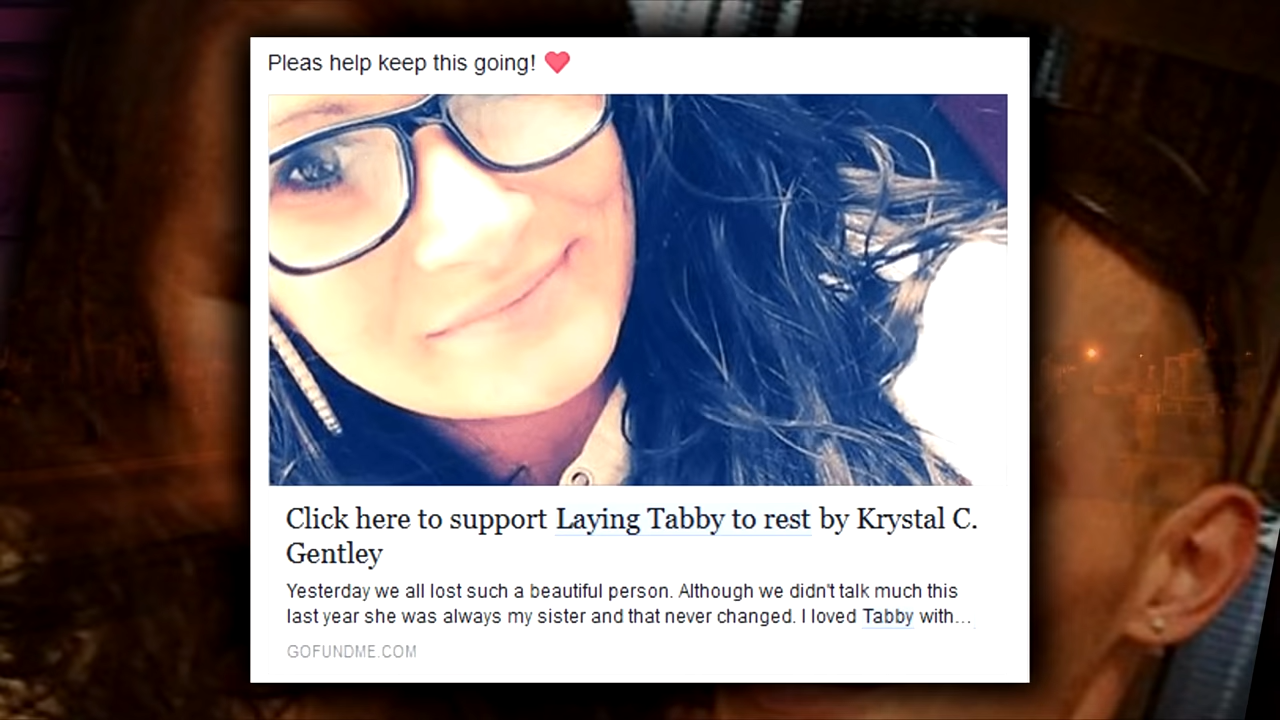 Pleas help keep this going! ❤
Click here to support Laying Tabby to rest by Krystal C.
Gentley
Yesterday we all lost such a beautiful person. Although we didn't talk much this
last year she was always my sister and that never changed. I loved Tabby with...
GOFUNDME.COM